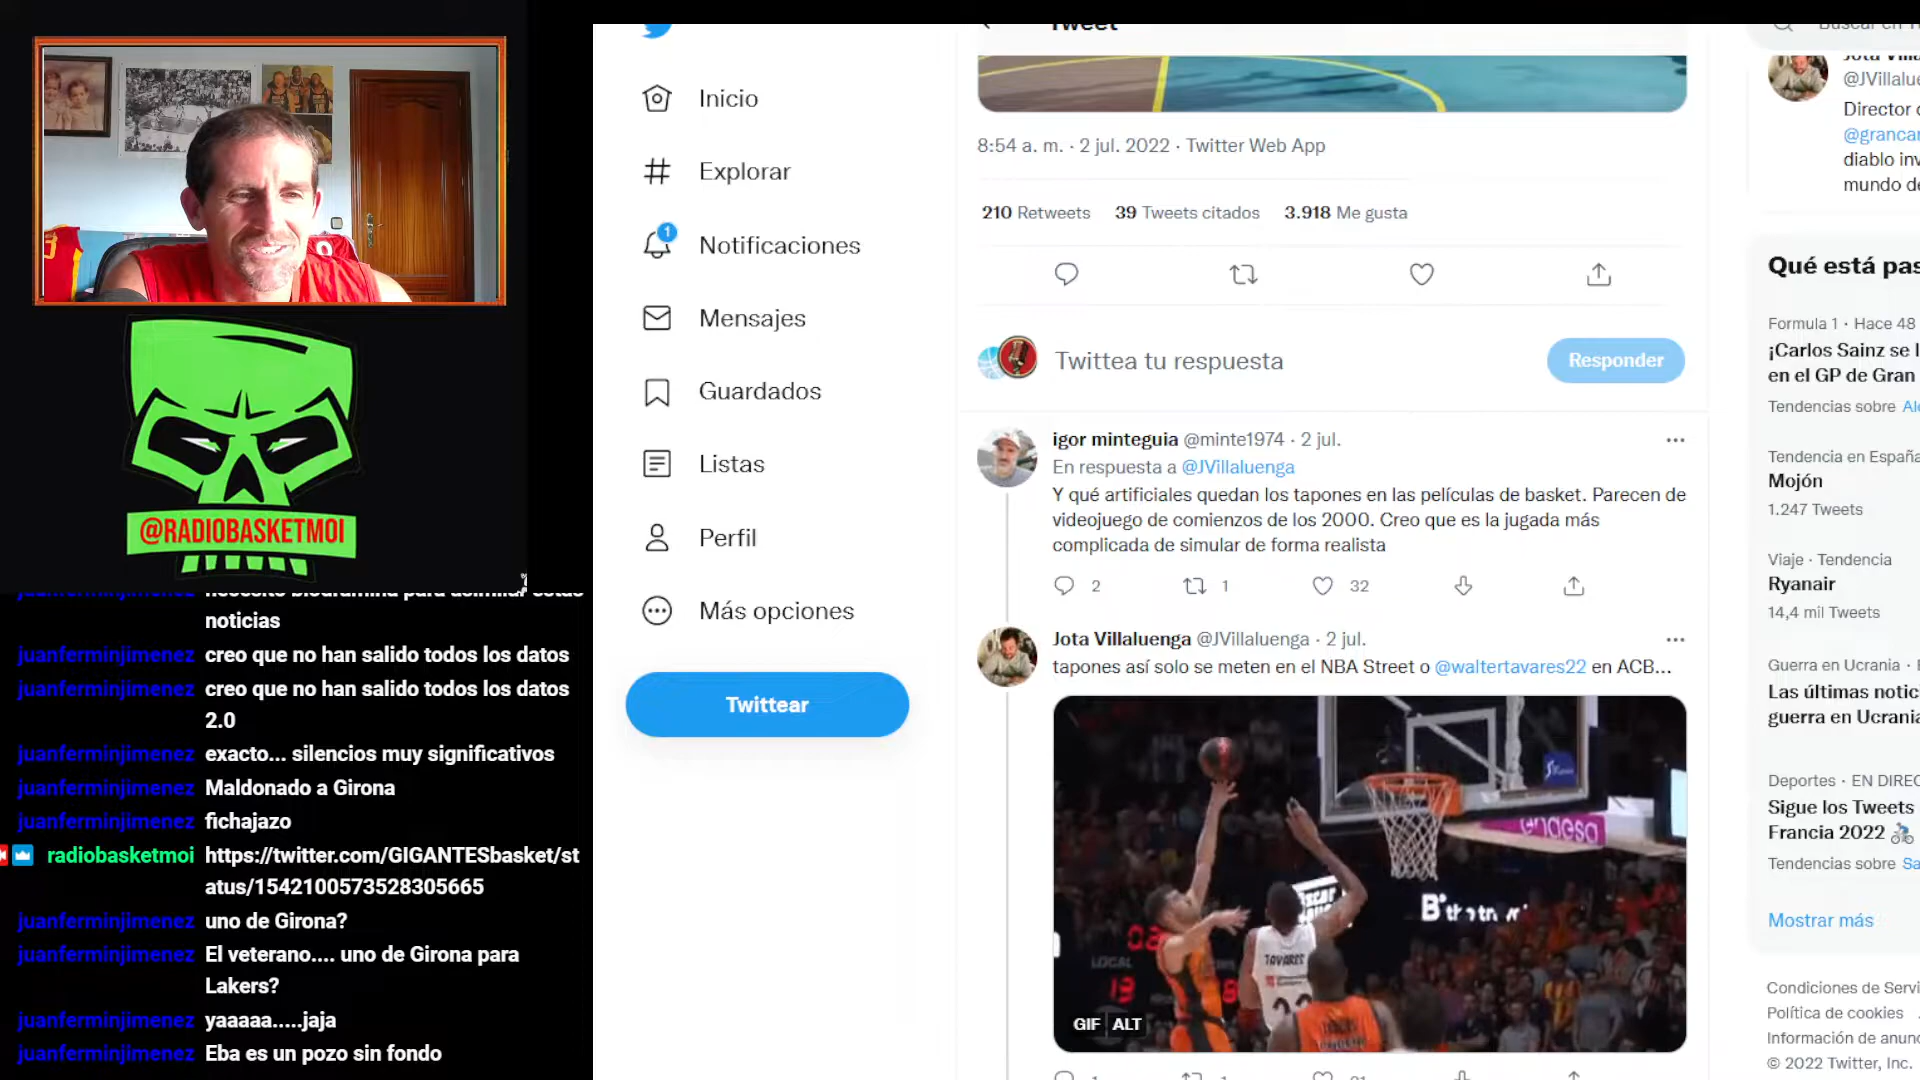 @RADIOBASKETMOI
noticias
juanferminjimenez creo que no han salido todos los datos
juanferminjimenez creo que no han salido todos los datos
2.0
juanferminjimenez exacto... silencios muy significativos
juanferminjimenez Maldonado a Girona
juanferminjimenez fichajazo
radiobasketmoi https://twitter.com/GIGANTESbasket/st
atus/1542100573528305665
juanferminjimenez uno de Girona?
juanferminjimenez El veterano.... uno de Girona para
Lakers?
juanferminjimenez yaaaaa.....jaja
juanferminjimenez Eba es un pozo sin fondo
Inicio
Explorar
1
Notificaciones
Mensajes
Guardados
Listas
Perfil
Más opciones
Twittear
Tweet
8:54 a. m. · 2 jul. 2022 · Twitter Web App
210 Retweets 39 Tweets citados 3.918 Me gusta
Twittea tu respuesta
Responder
igor minteguia @minte1974 · 2 jul.
En respuesta a @JVillaluenga
Y qué artificiales quedan los tapones en las películas de basket. Parecen de
videojuego de comienzos de los 2000. Creo que es la jugada más
complicada de simular de forma realista
2 1 32
Jota Villaluenga @JVillaluenga · 2 jul.
tapones así solo se meten en el NBA Street o @waltertavares22 en ACB...
endesa
TAVARES
LOCAL
GIF ALT
@JVillalue
Director
@grancar
diablo inv
mundo de
Qué está pas
Formula 1 · Hace 48
¡Carlos Sainz se l
en el GP de Gran
Tendencias sobre
Tendencia en España
Mojón
1.247 Tweets
Viaje · Tendencia
Ryanair
14,4 mil Tweets
Guerra en Ucrania ·
Las últimas notic
guerra en Ucrania
Deportes · EN DIREC
Sigue los Tweets
Francia 2022
Tendencias sobre Sa
Mostrar más
Condiciones de Servi
Política de cookies
Información de anunc
© 2022 Twitter, Inc.